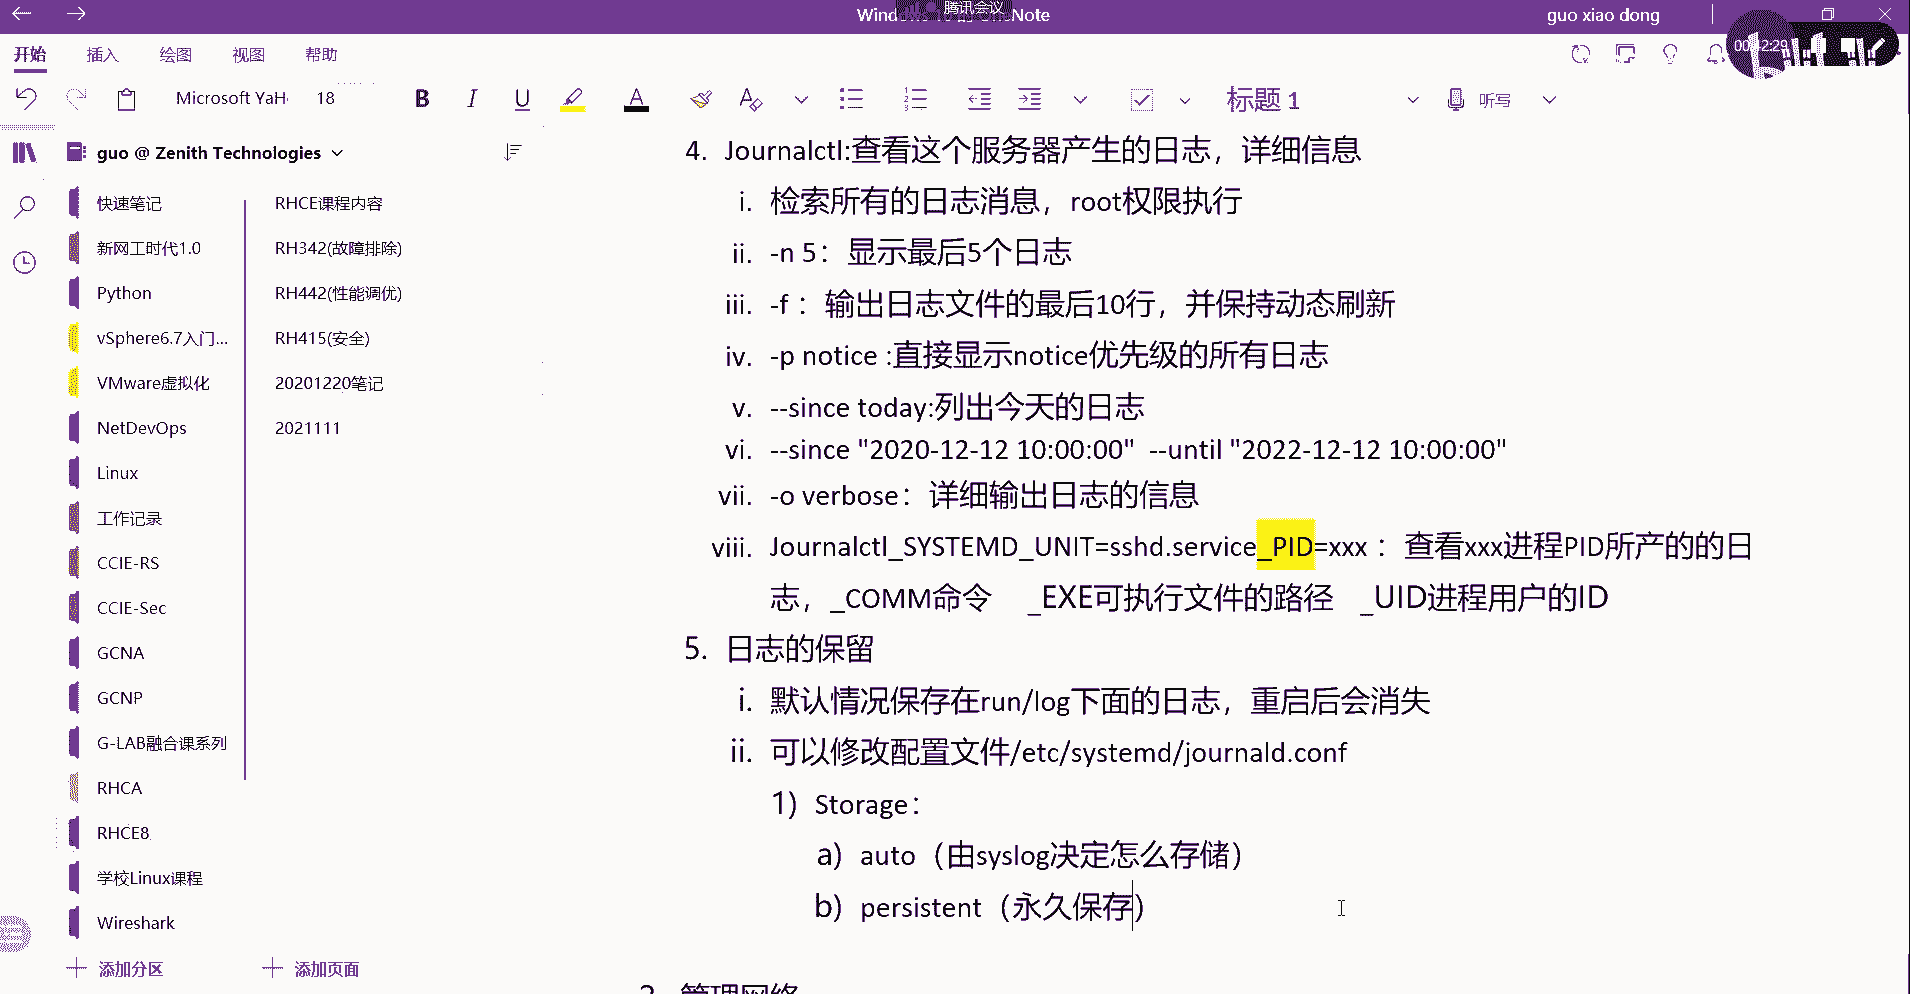 腾讯会议
guo xiao dong
00:42:29
开始 插入 绘图 视图 帮助
18
B I U A 标题 1 听写
guo @ Zenith Technologies
快速笔记
新网工时代1.0
Python
vSphere6.7入门...
VMware虚拟化
NetDevOps
Linux
工作记录
CCIE-RS
CCIE-Sec
GCNA
GCNP
G-LAB融合课系列
RHCA
RHCE8
学校Linux课程
Wireshark
添加分区
RHCE课程内容
RH342(故障排除)
RH442(性能调优)
RH415(安全)
20201220笔记
2021111
添加页面
4. Journalctl:查看这个服务器产生的日志，详细信息
i. 检索所有的日志消息，root权限执行
ii. -n 5：显示最后5个日志
iii. -f ：输出日志文件的最后10行，并保持动态刷新
iv. -p notice :直接显示notice优先级的所有日志
v. --since today:列出今天的日志
vi. --since "2020-12-12 10:00:00" --until "2022-12-12 10:00:00"
vii. -o verbose：详细输出日志的信息
viii. Journalctl_SYSTEMD_UNIT=sshd.service_PID=xxx ：查看xxx进程PID所产的的日
志，_COMM命令 _EXE可执行文件的路径 _UID进程用户的ID
5. 日志的保留
i. 默认情况保存在run/log下面的日志，重启后会消失
ii. 可以修改配置文件/etc/systemd/journald.conf
1) Storage：
a) auto（由syslog决定怎么存储）
b) persistent（永久保存）